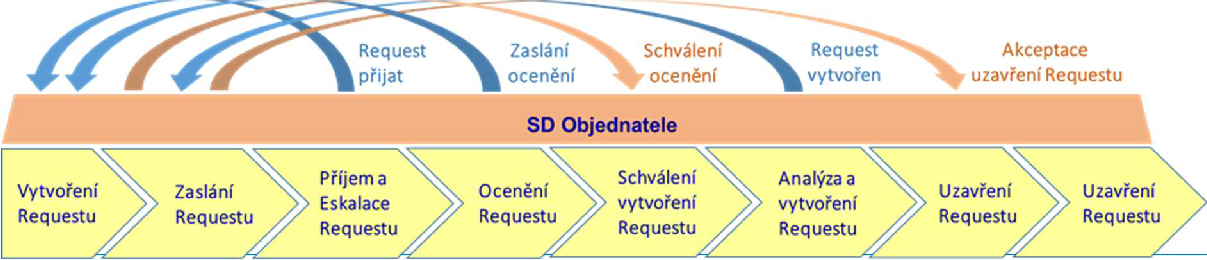 Request
přijat
Zaslání
ocenění
Schválení
ocenění
Request
vytvořen
Akceptace
uzavření Requestu
SD Objednatele
Vytvoření
Requestu
Zaslání
Requestu
Příjem a
Eskalace
Requestu
Ocenění
Requestu
Schválení
vytvoření
Requestu
Analýza a
vytvoření
Requestu
Uzavření
Requestu
Uzavření
Requestu